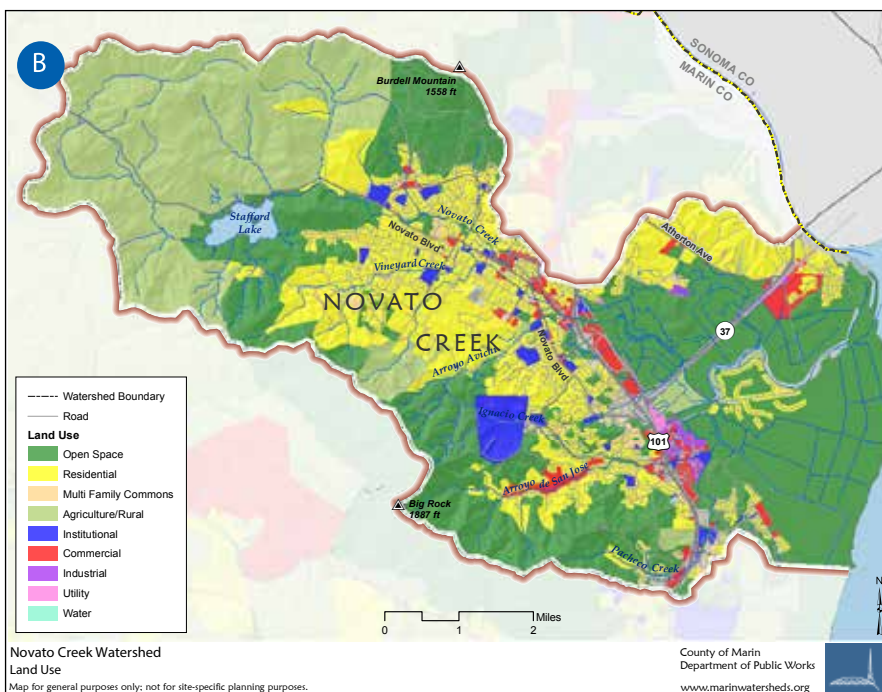 B
Burdell Mountain
1558 ft
SONOMA CO
MARIN CO
Stafford
Lake
Novato Creek
Novato Blvd
Vineyard Creek
Atherton Ave
NOVATO
CREEK
37
Arroyo Avichi
Novato Blvd
Ignacio Creek
101
Arroyo de San Jose
Big Rock
1887 ft
Pacheco Creek
Watershed Boundary
Road
Land Use
Open Space
Residential
Multi Family Commons
Agriculture/Rural
Institutional
Commercial
Industrial
Utility
Water
Miles
0 1 2
N
Novato Creek Watershed
Land Use
Map for general purposes only; not for site-specific planning purposes.
County of Marin
Department of Public Works
www.marinwatersheds.org